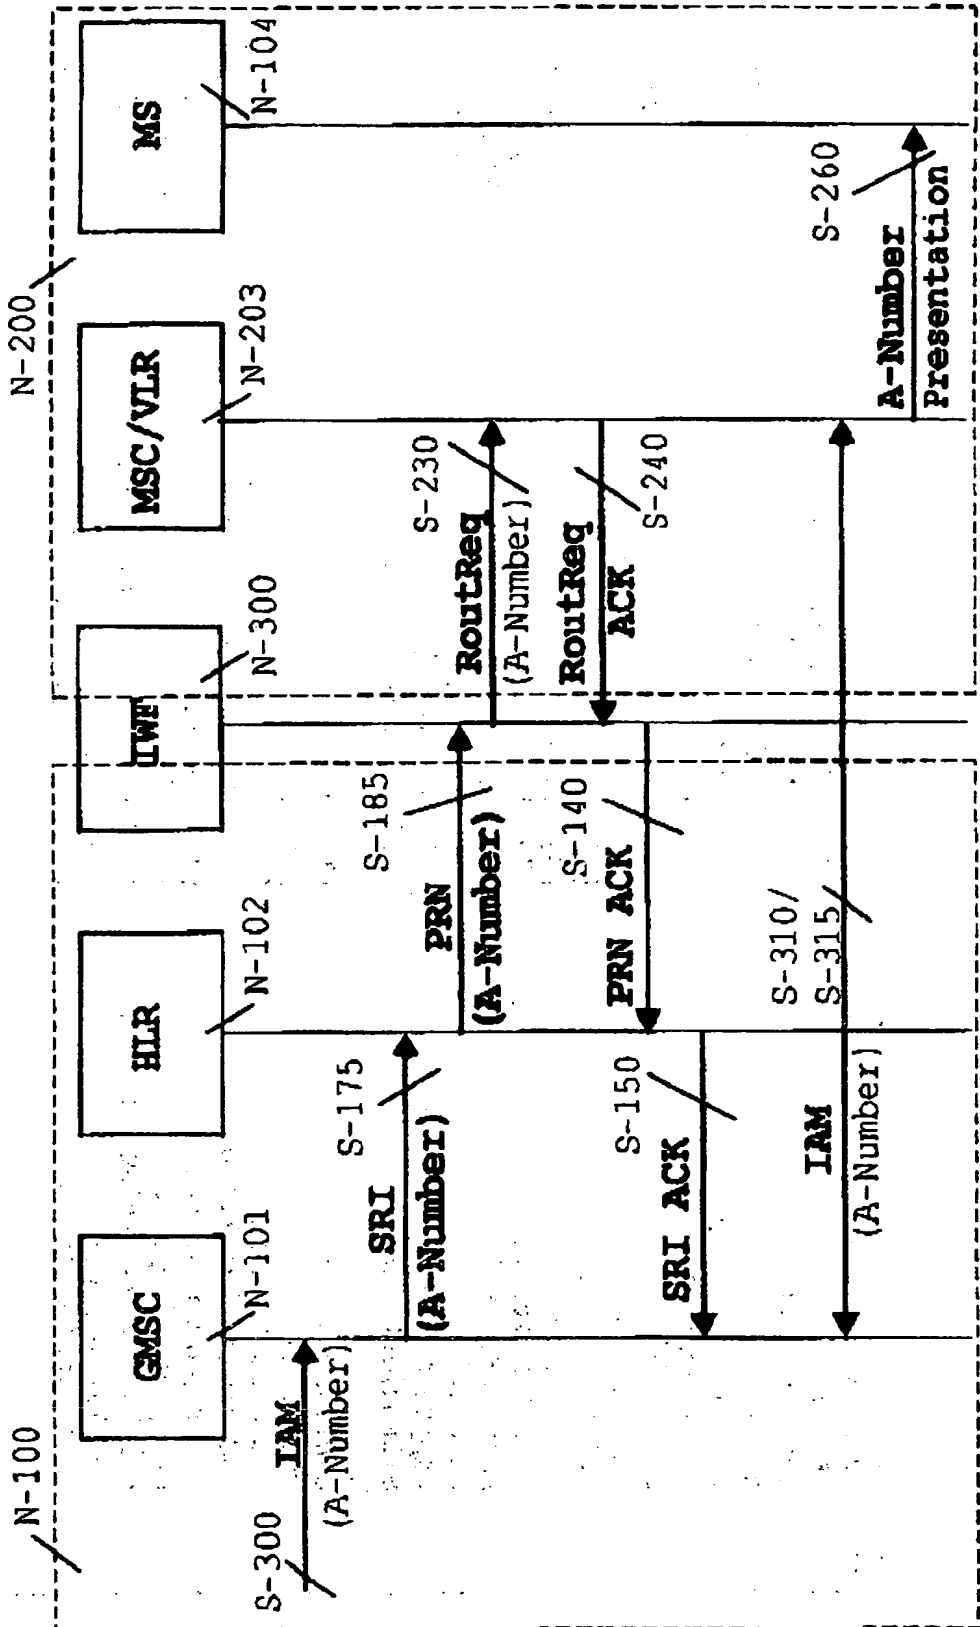 N-100
N-200
GMSC
N-101
HLR
N-102
IWF
N-300
MSC/VLR
N-203
MS
N-104
S-300
IAM
(A-Number)
SRI
(A-Number)
S-175
PRN
(A-Number)
S-185
RoutReq
(A-Number)
S-230
RoutReq
ACK
S-240
PRN ACK
S-140
SRI ACK
S-150
IAM
(A-Number)
S-310/
S-315
A-Number
Presentation
S-260